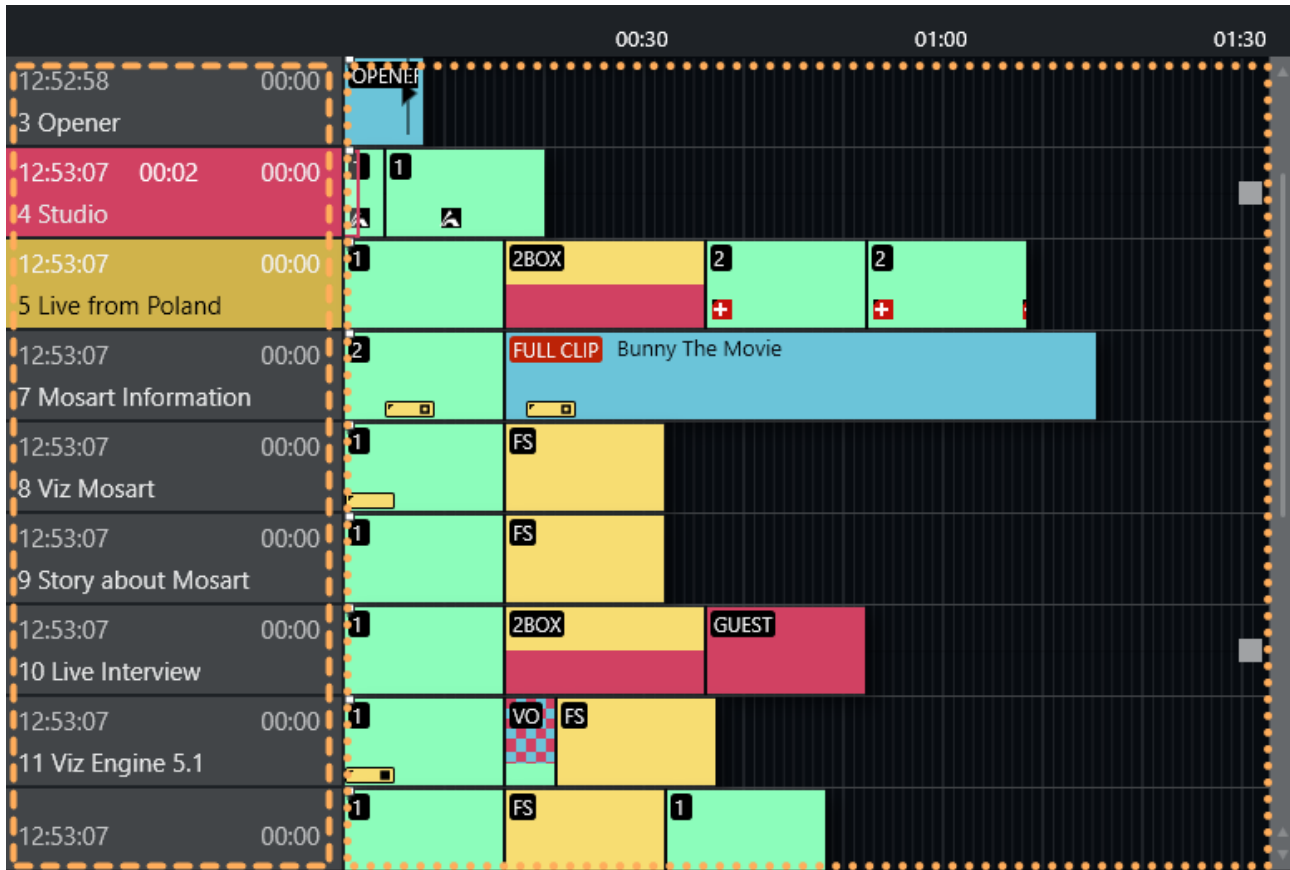 00:30 01:00 01:30
12:52:58 00:00 OPENER
3 Opener
12:53:07 00:02 00:00 1 1
4 Studio
12:53:07 00:00 1 2BOX 2 2
5 Live from Poland
12:53:07 00:00 2 FULL CLIP Bunny The Movie
7 Mosart Information
12:53:07 00:00 1 FS
8 Viz Mosart
12:53:07 00:00 1 FS
9 Story about Mosart
12:53:07 00:00 1 2BOX GUEST
10 Live Interview
12:53:07 00:00 1 VO FS
11 Viz Engine 5.1
1 FS 1
12:53:07 00:00